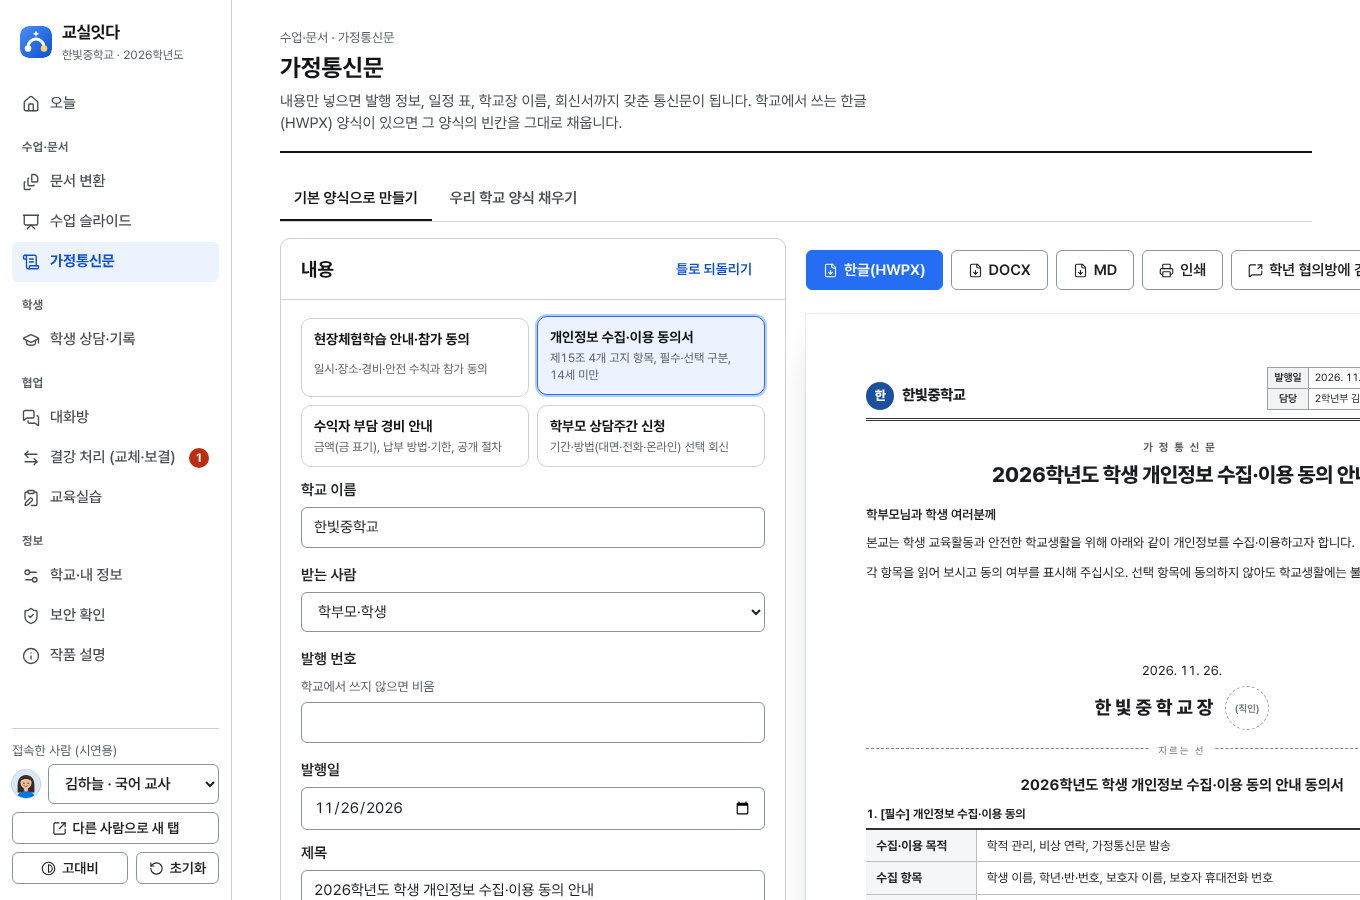 교실잇다
한빛중학교 · 2026학년도
오늘
수업·문서
문서 변환
수업 슬라이드
가정통신문
학생
학생 상담·기록
협업
대화방
결강 처리 (교체·보결) 1
교육실습
정보
학교·내 정보
보안 확인
작품 설명
접속한 사람 (시연용)
김하늘 · 국어 교사
다른 사람으로 새 탭
고대비
초기화
수업·문서 · 가정통신문
가정통신문
내용만 넣으면 발행 정보, 일정 표, 학교장 이름, 회신서까지 갖춘 통신문이 됩니다. 학교에서 쓰는 한글
(HWPX) 양식이 있으면 그 양식의 빈칸을 그대로 채웁니다.
기본 양식으로 만들기
우리 학교 양식 채우기
내용
틀로 되돌리기
현장체험학습 안내·참가 동의
일시·장소·경비·안전 수칙과 참가 동의
개인정보 수집·이용 동의서
제15조 4개 고지 항목, 필수·선택 구분,
14세 미만
수익자 부담 경비 안내
금액(금 표기), 납부 방법·기한, 공개 절차
학부모 상담주간 신청
기간·방법(대면·전화·온라인) 선택 회신
학교 이름
한빛중학교
받는 사람
학부모·학생
발행 번호
학교에서 쓰지 않으면 비움
발행일
11/26/2026
제목
2026학년도 학생 개인정보 수집·이용 동의 안내
한글(HWPX)
DOCX
MD
인쇄
학년 협의방에
한 한빛중학교
발행일 2026. 11.
담당 2학년부 김
가 정 통 신 문
2026학년도 학생 개인정보 수집·이용 동의
학부모님과 학생 여러분께
본교는 학생 교육활동과 안전한 학교생활을 위해 아래와 같이 개인정보를 수집·이용하고자 합니다.
각 항목을 읽어 보시고 동의 여부를 표시해 주십시오. 선택 항목에 동의하지 않아도 학교생활에는
2026. 11. 26.
한 빛 중 학 교 장 (직인)
자르는 선
2026학년도 학생 개인정보 수집·이용 동의 안내 동의서
1. [필수] 개인정보 수집·이용 동의
수집·이용 목적 학적 관리, 비상 연락, 가정통신문 발송
수집 항목 학생 이름, 학년·반·번호, 보호자 이름, 보호자 휴대전화 번호